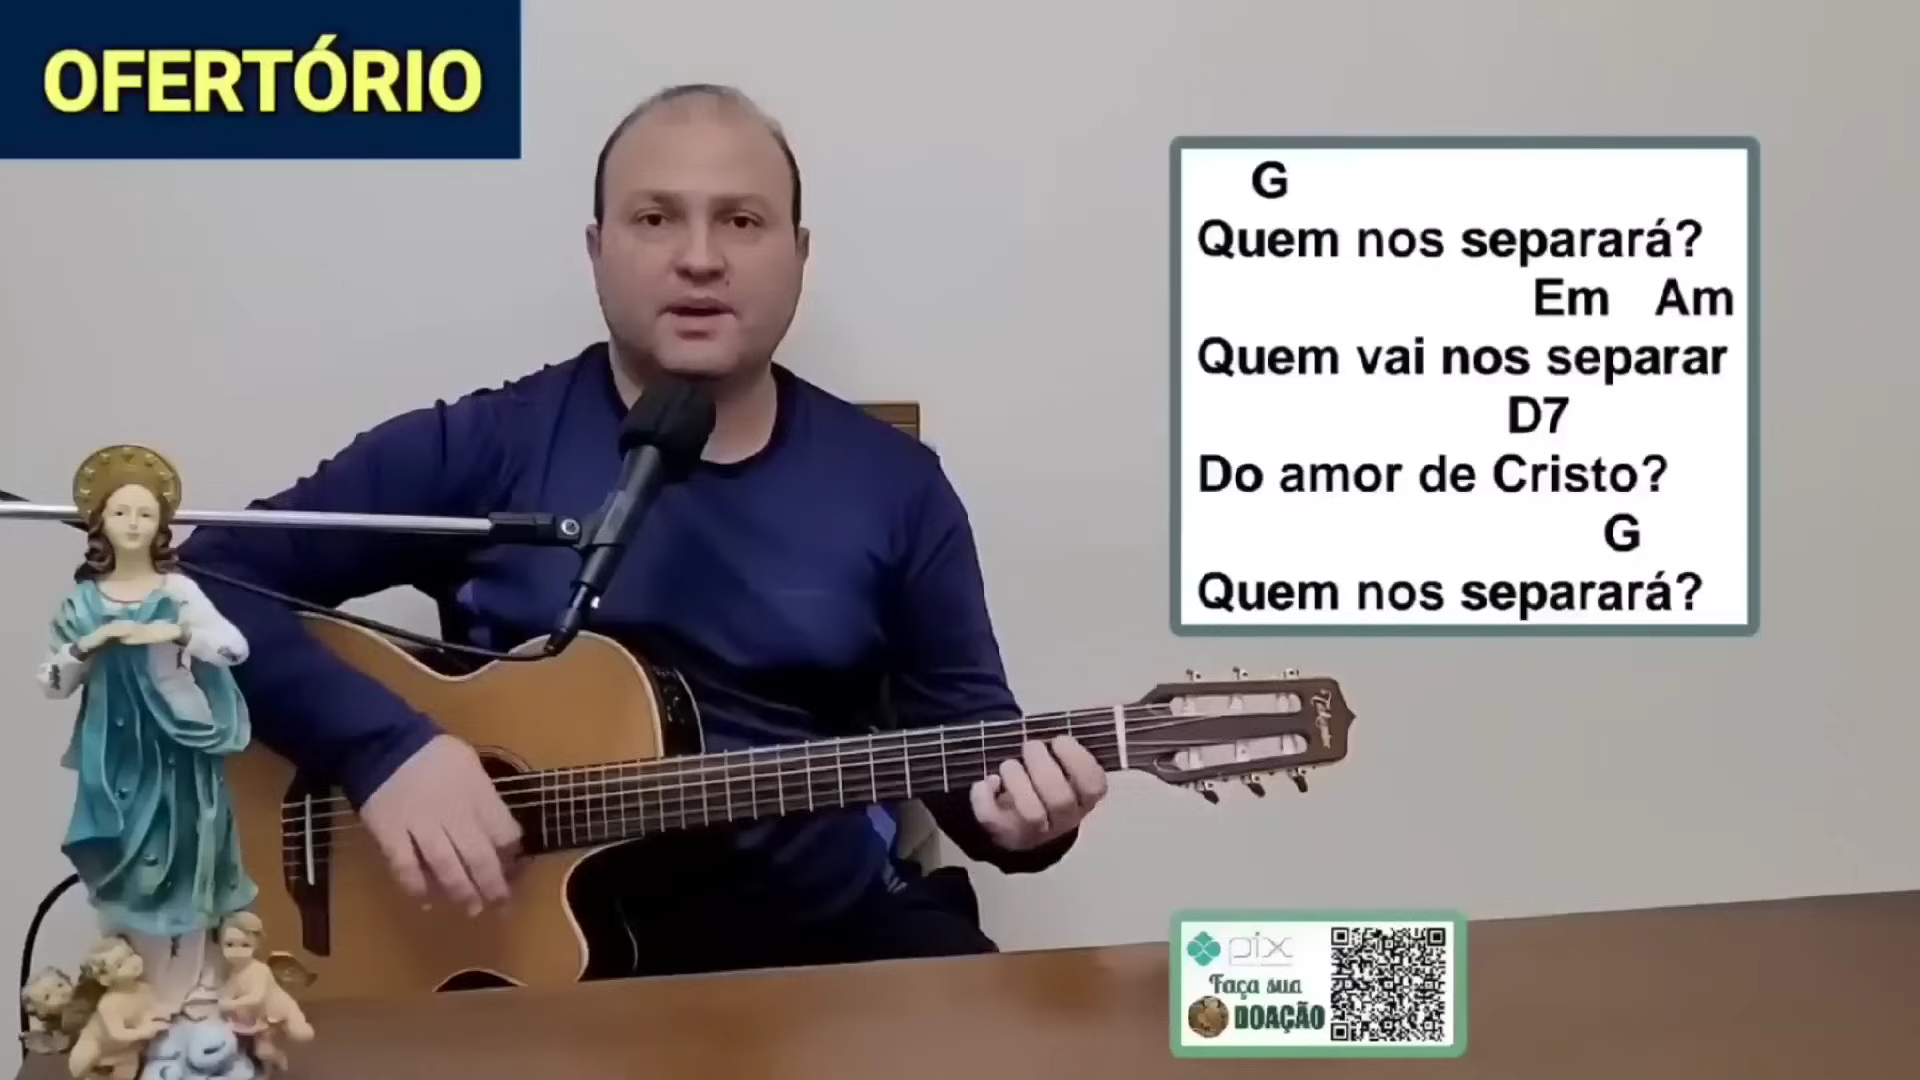 OFERTÓRIO
G
Quem nos separará?
Em Am
Quem vai nos separar
D7
Do amor de Cristo?
G
Quem nos separará?
pix
Faça sua
DOAÇÃO